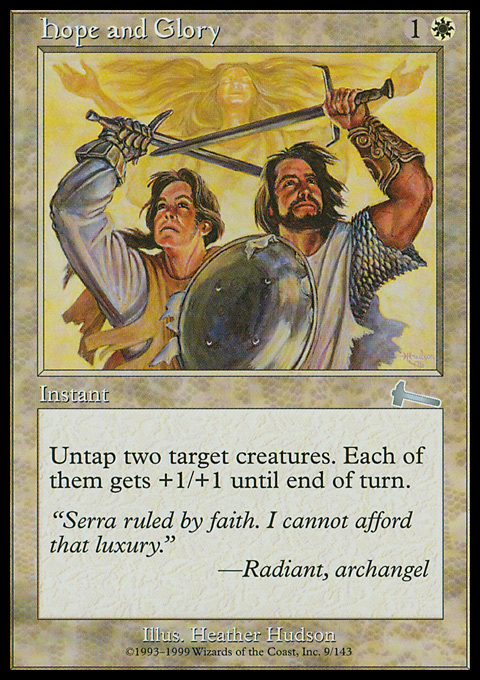 Hope and Glory 1
Instant
Untap two target creatures. Each of
them gets +1/+1 until end of turn.
“Serra ruled by faith. I cannot afford
that luxury.”
—Radiant, archangel
Illus. Heather Hudson
©1993–1999 Wizards of the Coast, Inc. 9/143